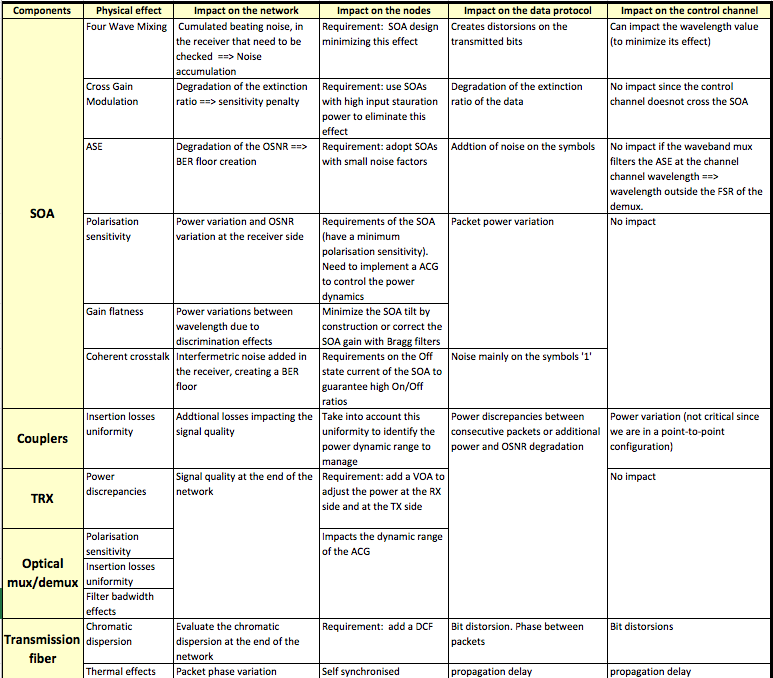 Components
Physical effect
Impact on the network
Impact on the nodes
Impact on the data protocol
Impact on the control channel
SOA
Four Wave Mixing
Cumulated beating noise, in
the receiver that need to be
checked ==> Noise
accumulation
Requirement: SOA design
minimizing this effect
Creates distorsions on the
transmitted bits
Can impact the wavelength value
(to minimize its effect)
Cross Gain
Modulation
Degradation of the extinction
ratio ==> sensitivity penalty
Requirement: use SOAs
with high input stauration
power to eliminate this
effect
Degradation of the extinction
ratio of the data
No impact since the control
channel doesnot cross the SOA
ASE
Degradation of the OSNR ==>
BER floor creation
Requirement: adopt SOAs
with small noise factors
Addtion of noise on the symbols
No impact if the waveband mux
filters the ASE at the channel
channel wavelength ==>
wavelength outside the FSR of the
demux.
Polarisation
sensitivity
Power variation and OSNR
variation at the receiver side
Requirements of the SOA
(have a minimum
polarisation sensitivity).
Need to implement a ACG
to control the power
dynamics
Packet power variation
No impact
Gain flatness
Power variations between
wavelength due to
discrimination effects
Minimize the SOA tilt by
construction or correct the
SOA gain with Bragg filters
Coherent crosstalk
Interfermetric noise added in
the receiver, creating a BER
floor
Requirements on the Off
state current of the SOA to
guarantee high On/Off
ratios
Noise mainly on the symbols '1'
Couplers
Insertion losses
uniformity
Addtional losses impacting the
signal quality
Take into account this
uniformity to identify the
power dynamic range to
manage
Power discrepancies between
consecutive packets or additional
power and OSNR degradation
Power variation (not critical since
we are in a point-to-point
configuration)
TRX
Power
discrepancies
Signal quality at the end of the
network
Requirement: add a VOA to
adjust the power at the RX
side and at the TX side
No impact
Optical
mux/demux
Polarisation
sensitivity
Impacts the dynamic range
of the ACG
Insertion losses
uniformity
Filter badwidth
effects
Transmission
fiber
Chromatic
dispersion
Evaluate the chromatic
dispersion at the end of the
network
Requirement: add a DCF
Bit distorsion. Phase between
packets
Bit distorsions
Thermal effects
Packet phase variation
Self synchronised
propagation delay
propagation delay